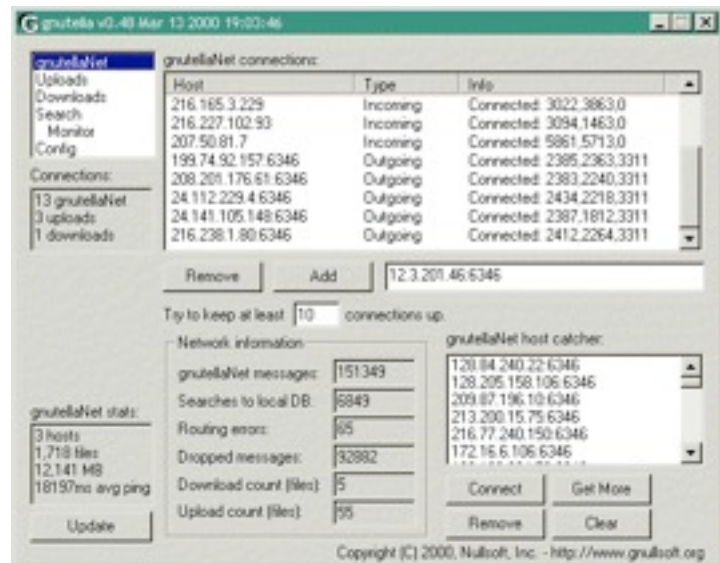 gnutella v0.48 Mar 13 2000 19:03:46
gnutellaNet
Uploads
Downloads
Search
Monitor
Config
Connections:
13 gnutellaNet
3 uploads
1 downloads
gnutellaNet connections:
Host Type Info
216.165.3.229 Incoming Connected: 3022,3863,0
216.227.102.93 Incoming Connected: 3094,1463,0
207.50.81.7 Incoming Connected: 5861,5713,0
199.74.92.157:6346 Outgoing Connected: 2385,2363,3311
208.201.176.61:6346 Outgoing Connected: 2383,2240,3311
24.112.229.4:6346 Outgoing Connected: 2434,2218,3311
24.141.105.148:6346 Outgoing Connected: 2387,1812,3311
216.238.1.80:6346 Outgoing Connected: 2412,2264,3311
Remove Add 12.3.201.46:6346
Try to keep at least 10 connections up.
Network information
gnutellaNet messages: 151349
Searches to local DB: 6849
Routing errors: 65
Dropped messages: 92882
Download count (files): 5
Upload count (files): 55
gnutellaNet host catcher:
128.84.240.22:6346
128.205.158.106:6346
209.87.196.10:6346
213.200.15.75:6346
216.77.240.150:6346
172.16.6.106:6346
Connect Get More
Remove Clear
gnutellaNet stats:
3 hosts
1,718 files
12,141 MB
18197ms avg ping
Update
Copyright (C) 2000, Nullsoft, Inc. - http://www.gnullsoft.org